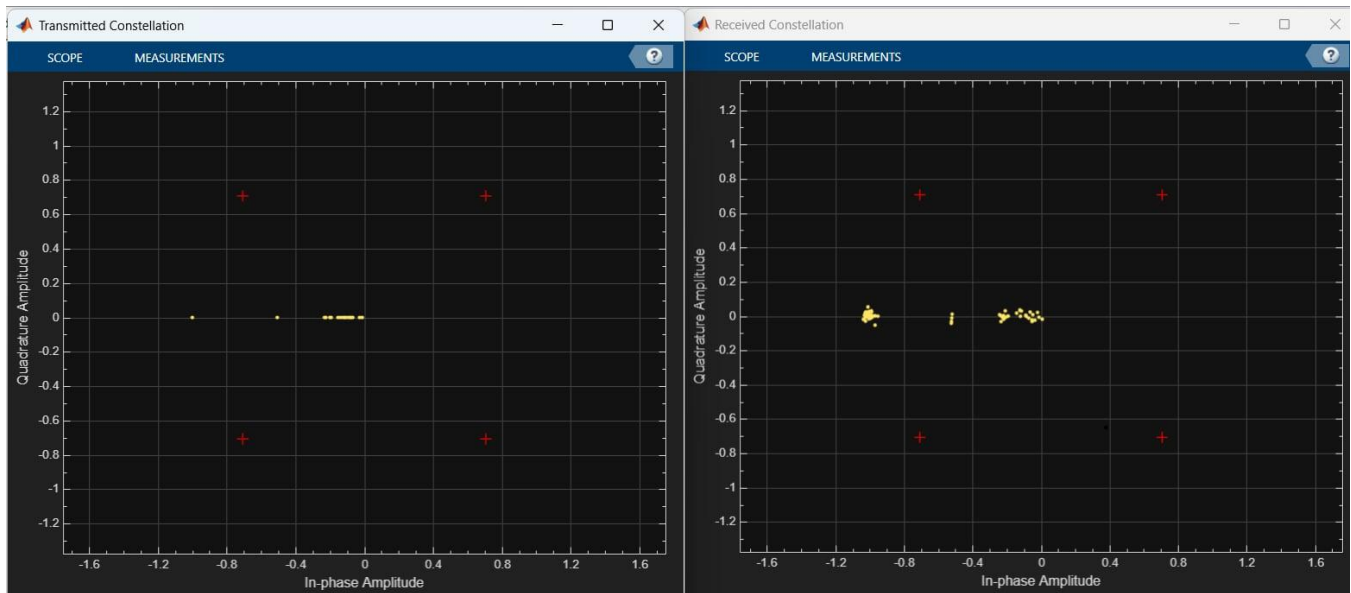 Transmitted Constellation
SCOPE MEASUREMENTS ?
1.2
1
0.8
0.6
0.4
0.2
0
-0.2
-0.4
-0.6
-0.8
-1
-1.2
Quadrature Amplitude
-1.6 -1.2 -0.8 -0.4 0 0.4 0.8 1.2 1.6
In-phase Amplitude
Received Constellation
SCOPE MEASUREMENTS ?
1.2
1
0.8
0.6
0.4
0.2
0
-0.2
-0.4
-0.6
-0.8
-1
-1.2
Quadrature Amplitude
-1.6 -1.2 -0.8 -0.4 0 0.4 0.8 1.2 1.6
In-phase Amplitude